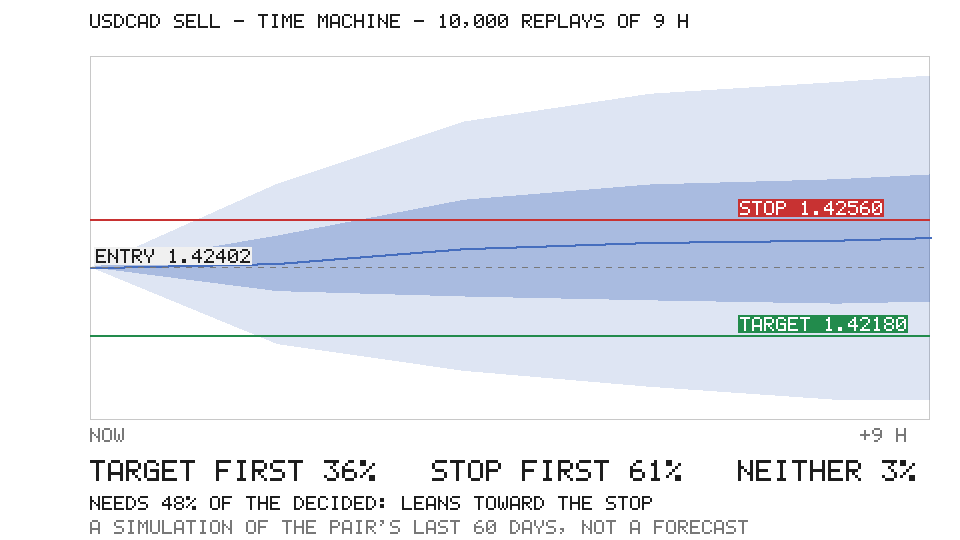 USDCAD SELL - TIME MACHINE - 10,000 REPLAYS OF 9 H
STOP 1.42560
ENTRY 1.42402
TARGET 1.42180
NOW +9 H
TARGET FIRST 36% STOP FIRST 61% NEITHER 3%
NEEDS 48% OF THE DECIDED: LEANS TOWARD THE STOP
A SIMULATION OF THE PAIR'S LAST 60 DAYS, NOT A FORECAST